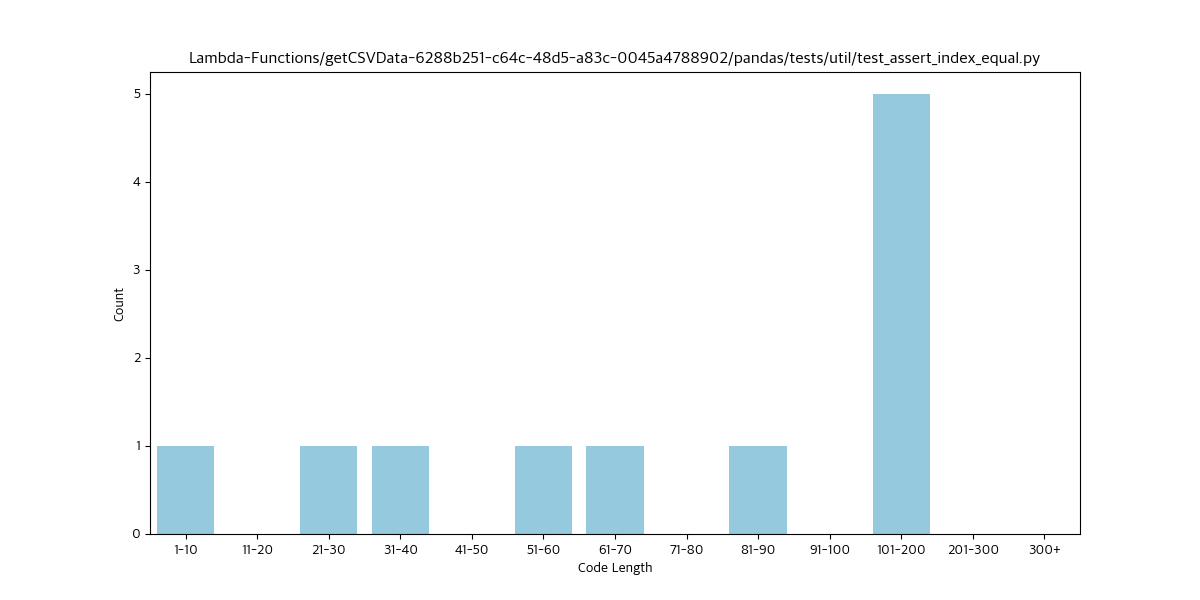 Lambda-Functions/getCSVData-6288b251-c64c-48d5-a83c-0045a4788902/pandas/tests/util/test_assert_index_equal.py
5
4
3
2
1
0
Count
1-10 11-20 21-30 31-40 41-50 51-60 61-70 71-80 81-90 91-100 101-200 201-300 300+
Code Length